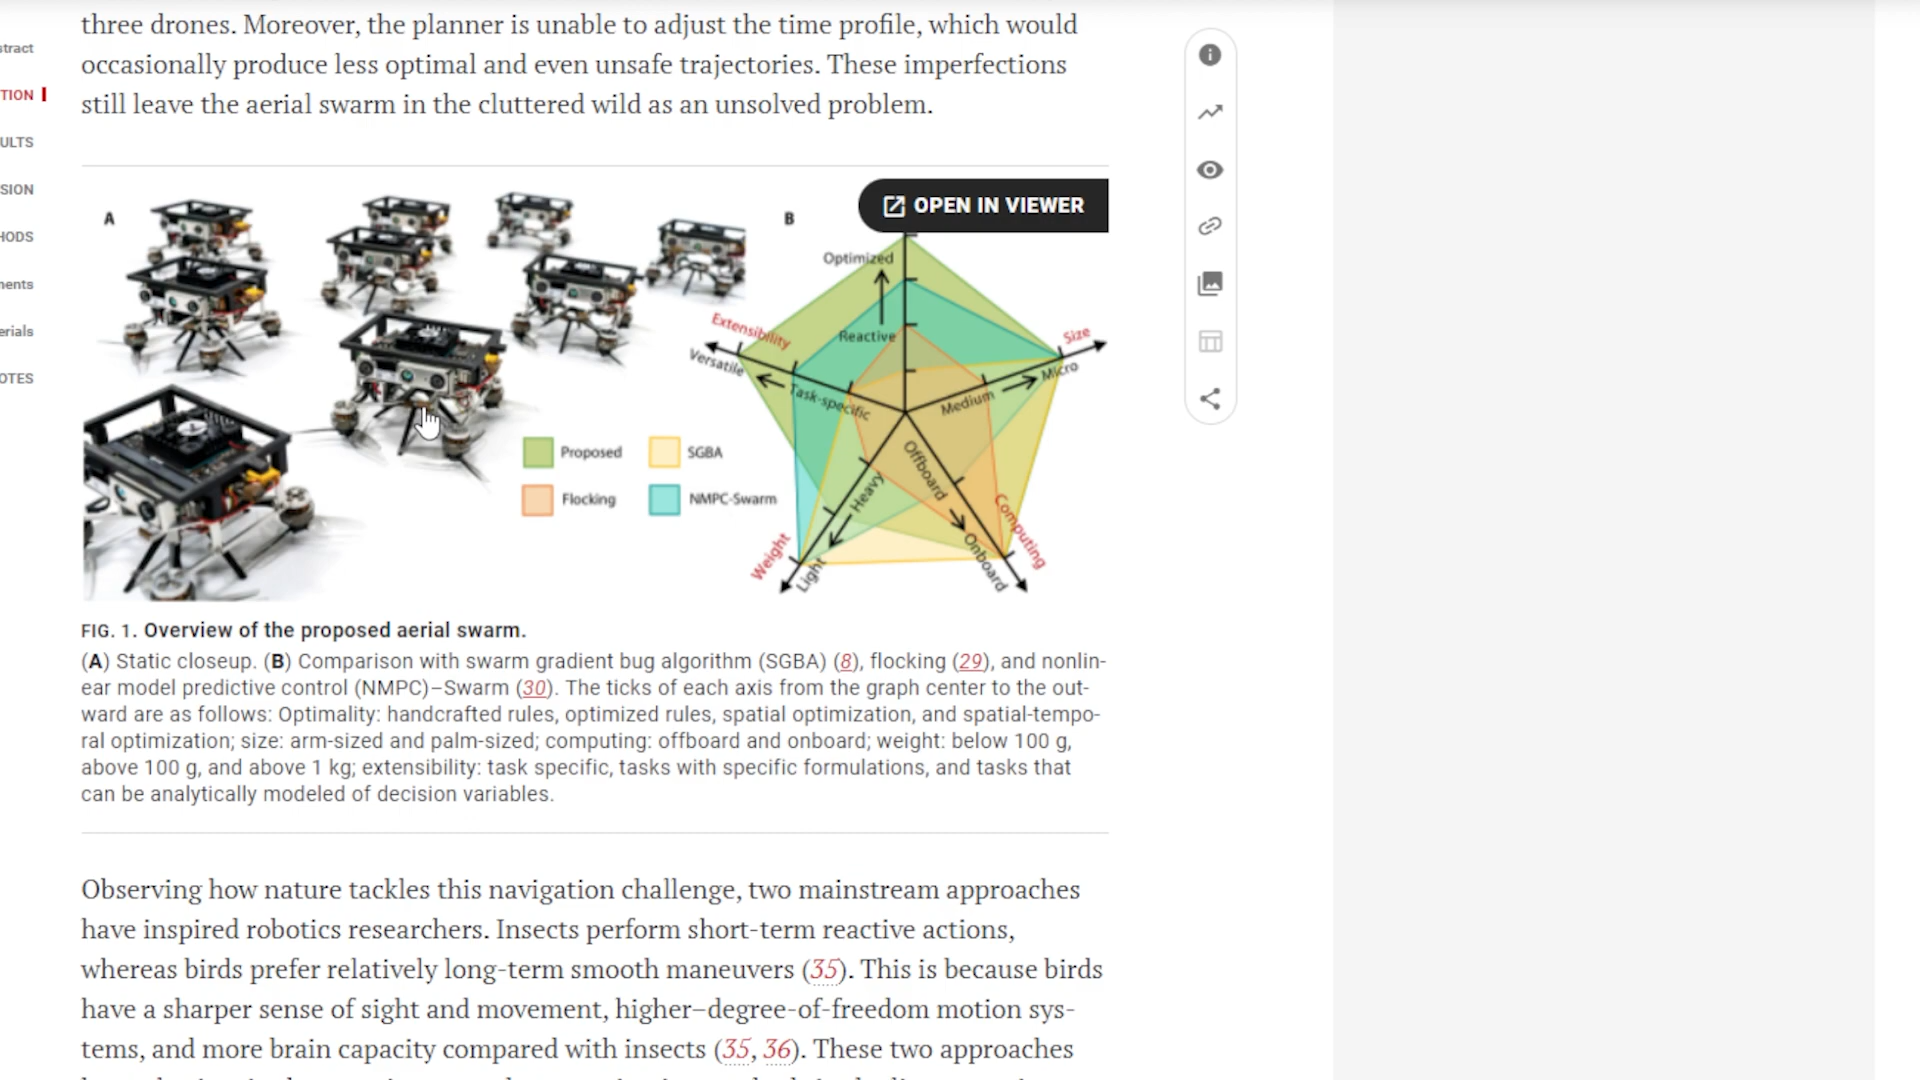 three drones. Moreover, the planner is unable to adjust the time profile, which would
occasionally produce less optimal and even unsafe trajectories. These imperfections
still leave the aerial swarm in the cluttered wild as an unsolved problem.
stract
TION
ULTS
SION
HODS
nents
erials
OTES
A
B
OPEN IN VIEWER
Optimized
Reactive
Extensibility
Versatile
Task-specific
Size
Micro
Medium
Offboard
Onboard
Computing
Heavy
Light
Weight
Proposed
SGBA
Flocking
NMPC-Swarm
FIG. 1. Overview of the proposed aerial swarm.
(A) Static closeup. (B) Comparison with swarm gradient bug algorithm (SGBA) (8), flocking (29), and nonlin-
ear model predictive control (NMPC)–Swarm (30). The ticks of each axis from the graph center to the out-
ward are as follows: Optimality: handcrafted rules, optimized rules, spatial optimization, and spatial-tempo-
ral optimization; size: arm-sized and palm-sized; computing: offboard and onboard; weight: below 100 g,
above 100 g, and above 1 kg; extensibility: task specific, tasks with specific formulations, and tasks that
can be analytically modeled of decision variables.
Observing how nature tackles this navigation challenge, two mainstream approaches
have inspired robotics researchers. Insects perform short-term reactive actions,
whereas birds prefer relatively long-term smooth maneuvers (35). This is because birds
have a sharper sense of sight and movement, higher–degree-of-freedom motion sys-
tems, and more brain capacity compared with insects (35, 36). These two approaches